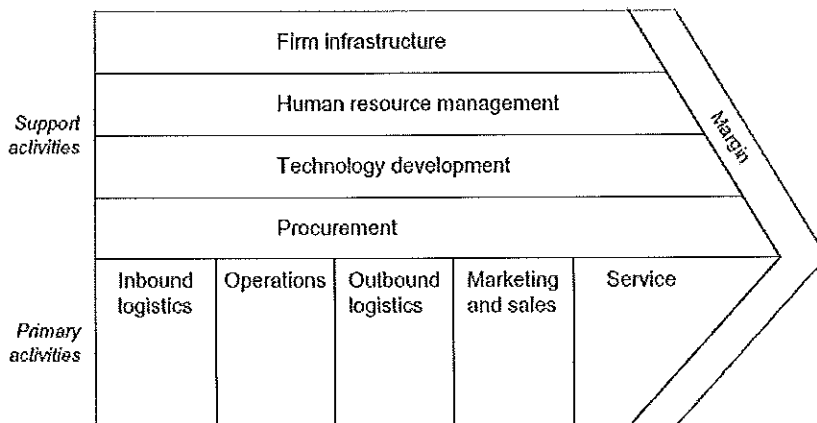 Firm infrastructure
Human resource management
Support
activities
Technology development
Procurement
Margin
Inbound
logistics
Operations
Outbound
logistics
Marketing
and sales
Service
Primary
activities